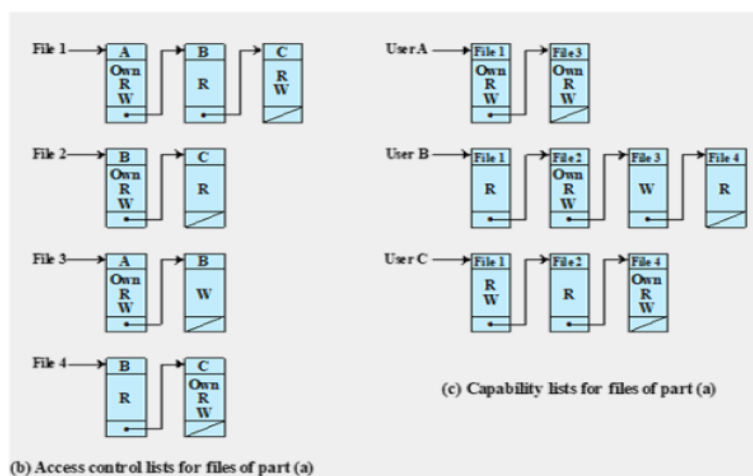 File 1 A B C
Own R R
R W
W
File 2 B C
Own R
R
W
File 3 A B
Own W
R
W
File 4 B C
R Own
R
W
(b) Access control lists for files of part (a)
User A File 1 File 3
Own Own
R R
W W
User B File 1 File 2 File 3 File 4
R Own W R
R
W
User C File 1 File 2 File 4
R R Own
W R
W
(c) Capability lists for files of part (a)